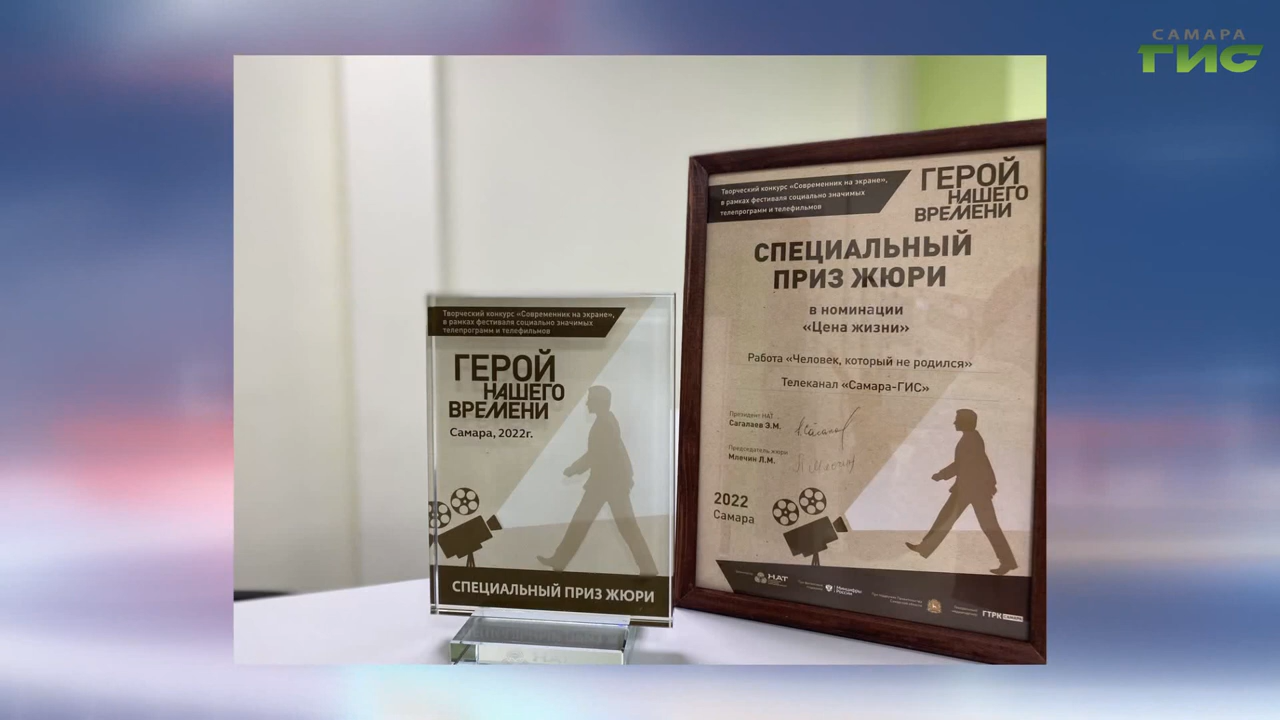 САМАРА
ГИС
Творческий конкурс «Современник на экране»,
в рамках фестиваля социально значимых
телепрограмм и телефильмов
ГЕРОЙ
НАШЕГО
ВРЕМЕНИ
Самара, 2022г.
СПЕЦИАЛЬНЫЙ ПРИЗ ЖЮРИ
Творческий конкурс «Современник на экране»,
в рамках фестиваля социально значимых
телепрограмм и телефильмов
ГЕРОЙ
НАШЕГО
ВРЕМЕНИ
СПЕЦИАЛЬНЫЙ
ПРИЗ ЖЮРИ
в номинации
«Цена жизни»
Работа «Человек, который не родился»
Телеканал «Самара-ГИС»
Президент НАТ
Сагалаев Э.М.
Председатель жюри
Млечин Л.М.
2022
Самара
НАТ
Минцифры
России
ГТРК САМАРА